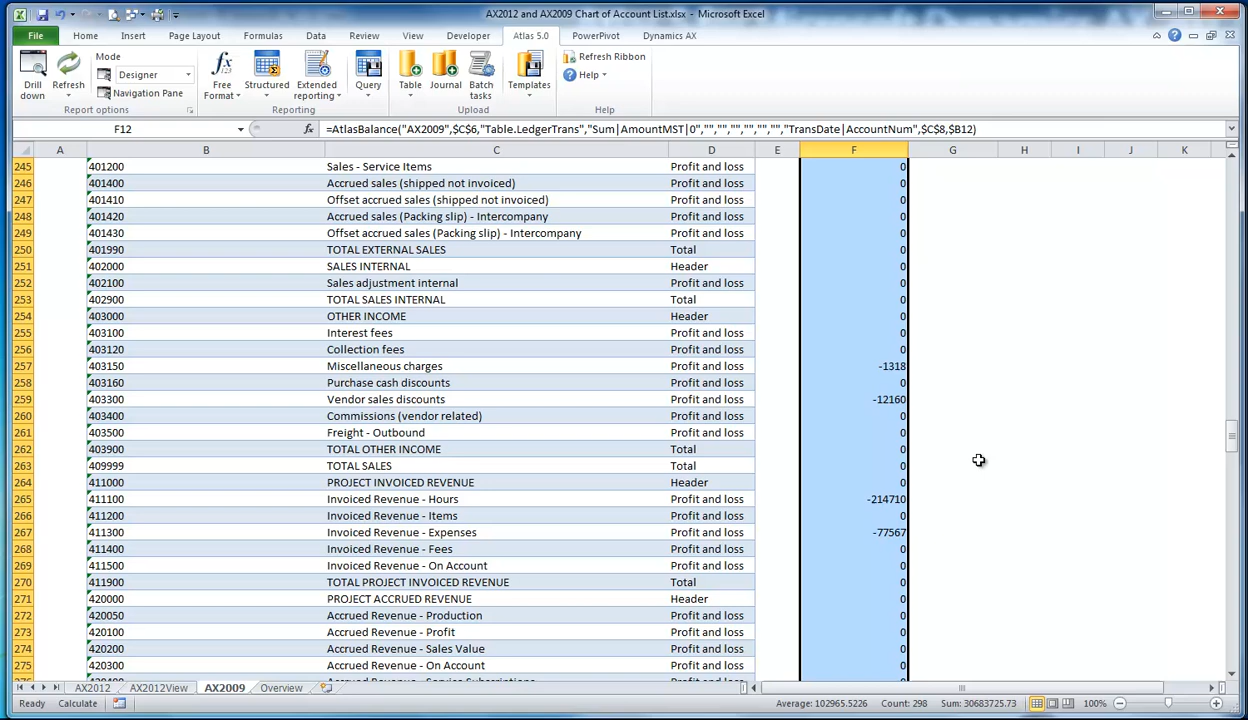 AX2012 and AX2009 Chart of Account List.xlsx - Microsoft Excel
File Home Insert Page Layout Formulas Data Review View Developer Atlas 5.0 PowerPivot Dynamics AX
Drill down Refresh Mode Designer Navigation Pane Free Format Structured Extended reporting Query Table Journal Batch tasks Templates Refresh Ribbon Help
Report options Reporting Upload Help
F12 fx =AtlasBalance("AX2009",$C$6,"Table.LedgerTrans","Sum|AmountMST|0","","","","","","","TransDate|AccountNum",$C$8,$B12)
A B C D E F G H I J K
245 401200 Sales - Service Items Profit and loss 0
246 401400 Accrued sales (shipped not invoiced) Profit and loss 0
247 401410 Offset accrued sales (shipped not invoiced) Profit and loss 0
248 401420 Accrued sales (Packing slip) - Intercompany Profit and loss 0
249 401430 Offset accrued sales (Packing slip) - Intercompany Profit and loss 0
250 401990 TOTAL EXTERNAL SALES Total 0
251 402000 SALES INTERNAL Header 0
252 402100 Sales adjustment internal Profit and loss 0
253 402900 TOTAL SALES INTERNAL Total 0
254 403000 OTHER INCOME Header 0
255 403100 Interest fees Profit and loss 0
256 403120 Collection fees Profit and loss 0
257 403150 Miscellaneous charges Profit and loss -1318
258 403160 Purchase cash discounts Profit and loss 0
259 403300 Vendor sales discounts Profit and loss -12160
260 403400 Commissions (vendor related) Profit and loss 0
261 403500 Freight - Outbound Profit and loss 0
262 403900 TOTAL OTHER INCOME Total 0
263 409999 TOTAL SALES Total 0
264 411000 PROJECT INVOICED REVENUE Header 0
265 411100 Invoiced Revenue - Hours Profit and loss -214710
266 411200 Invoiced Revenue - Items Profit and loss 0
267 411300 Invoiced Revenue - Expenses Profit and loss -77567
268 411400 Invoiced Revenue - Fees Profit and loss 0
269 411500 Invoiced Revenue - On Account Profit and loss 0
270 411900 TOTAL PROJECT INVOICED REVENUE Total 0
271 420000 PROJECT ACCRUED REVENUE Header 0
272 420050 Accrued Revenue - Production Profit and loss 0
273 420100 Accrued Revenue - Profit Profit and loss 0
274 420200 Accrued Revenue - Sales Value Profit and loss 0
275 420300 Accrued Revenue - On Account Profit and loss 0
AX2012 AX2012View AX2009 Overview
Ready Calculate Average: 102965.5226 Count: 298 Sum: 30683725.73 100%